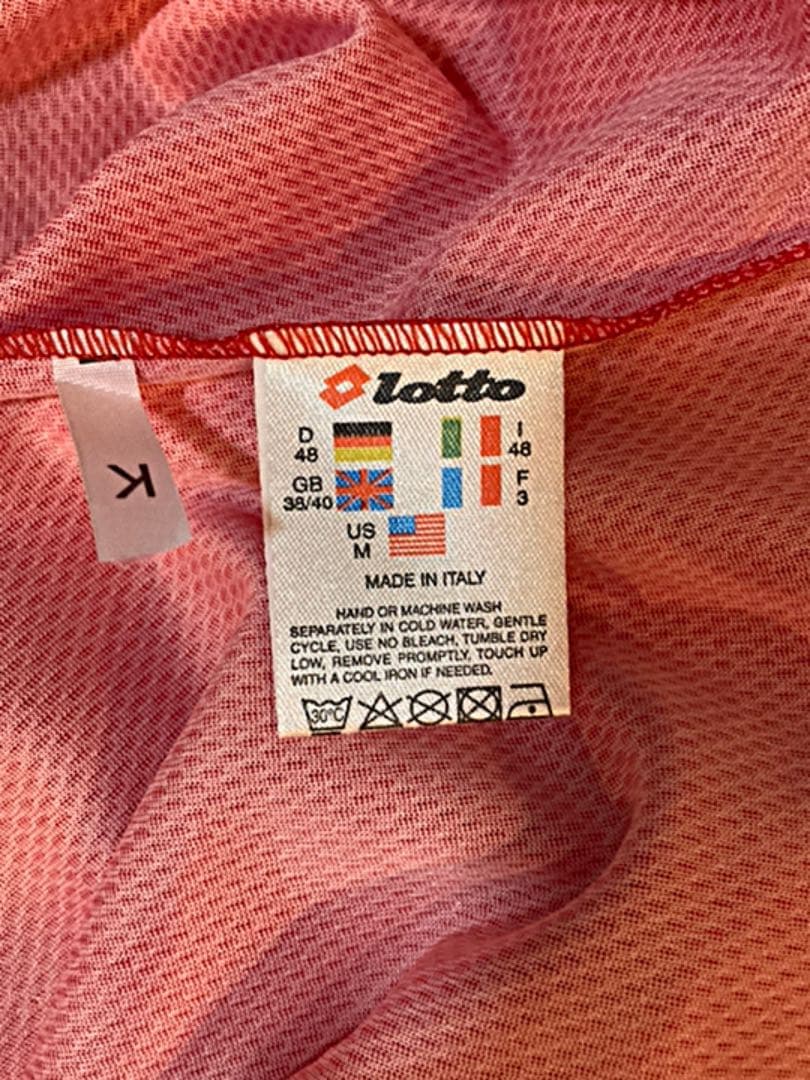 lotto
D I
48 48
GB F
38/40 3
US
M
MADE IN ITALY
HAND OR MACHINE WASH
SEPARATELY IN COLD WATER, GENTLE
CYCLE, USE NO BLEACH, TUMBLE DRY
LOW, REMOVE PROMPTLY, TOUCH UP
WITH A COOL IRON IF NEEDED.
30°C
K